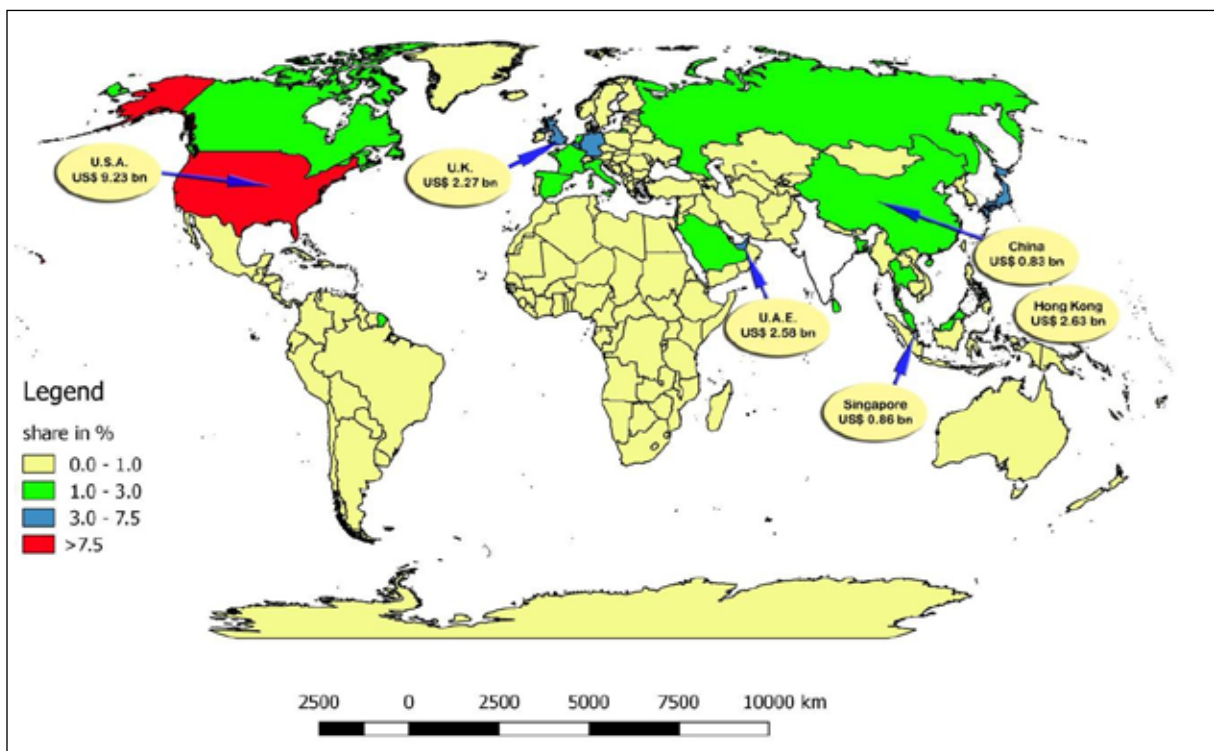 U.S.A.
US$ 9.23 bn
U.K.
US$ 2.27 bn
China
US$ 0.83 bn
Hong Kong
US$ 2.63 bn
U.A.E.
US$ 2.58 bn
Singapore
US$ 0.86 bn
Legend
share in %
0.0 - 1.0
1.0 - 3.0
3.0 - 7.5
>7.5
2500 0 2500 5000 7500 10000 km